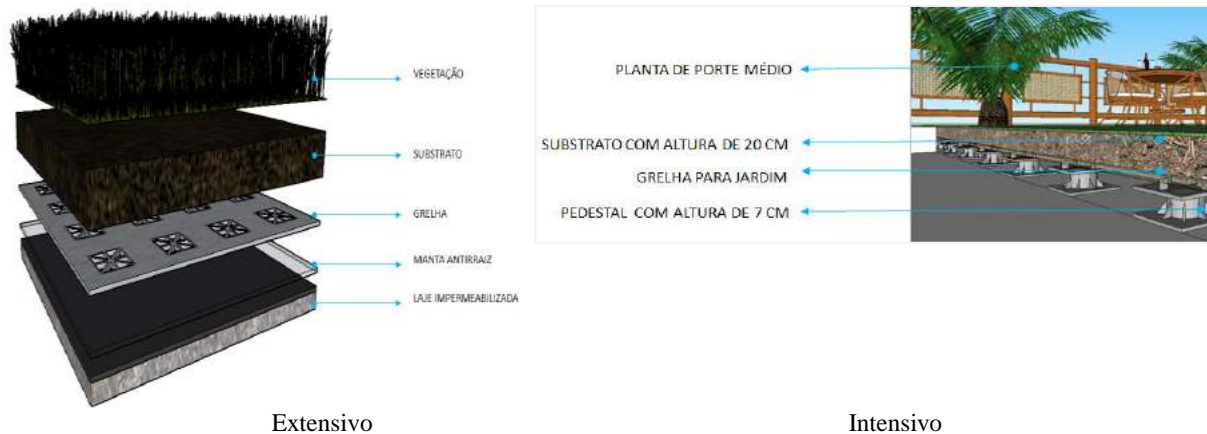 VEGETAÇÃO
SUBSTRATO
GRELHA
MANTA ANTIRRAIZ
LAJE IMPERMEABILIZADA
PLANTA DE PORTE MÉDIO
SUBSTRATO COM ALTURA DE 20 CM
GRELHA PARA JARDIM
PEDESTAL COM ALTURA DE 7 CM
Extensivo
Intensivo